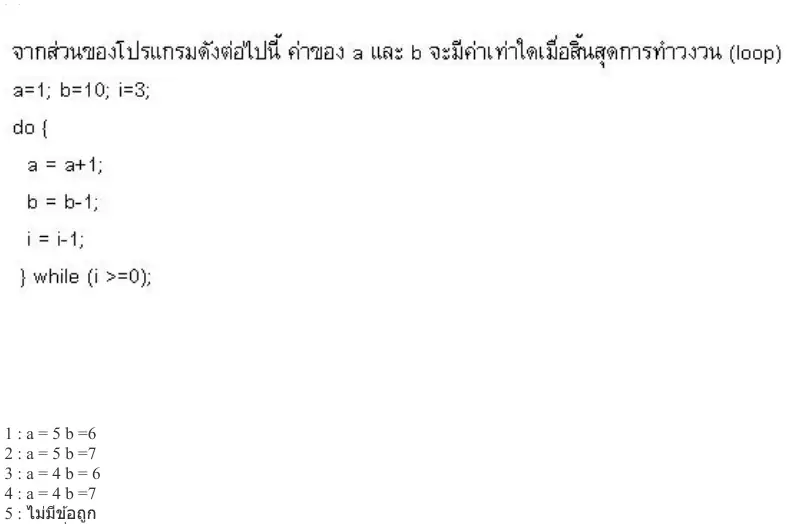 จากส่วนของโปรแกรมดังต่อไปนี้ ค่าของ a และ b จะมีค่าเท่าใดเมื่อสิ้นสุดการทำวงวน (loop)
a=1; b=10; i=3;
do {
a = a+1;
b = b-1;
i = i-1;
} while (i >=0);
1 : a = 5 b =6
2 : a = 5 b =7
3 : a = 4 b = 6
4 : a = 4 b =7
5 : ไม่มีข้อถูก